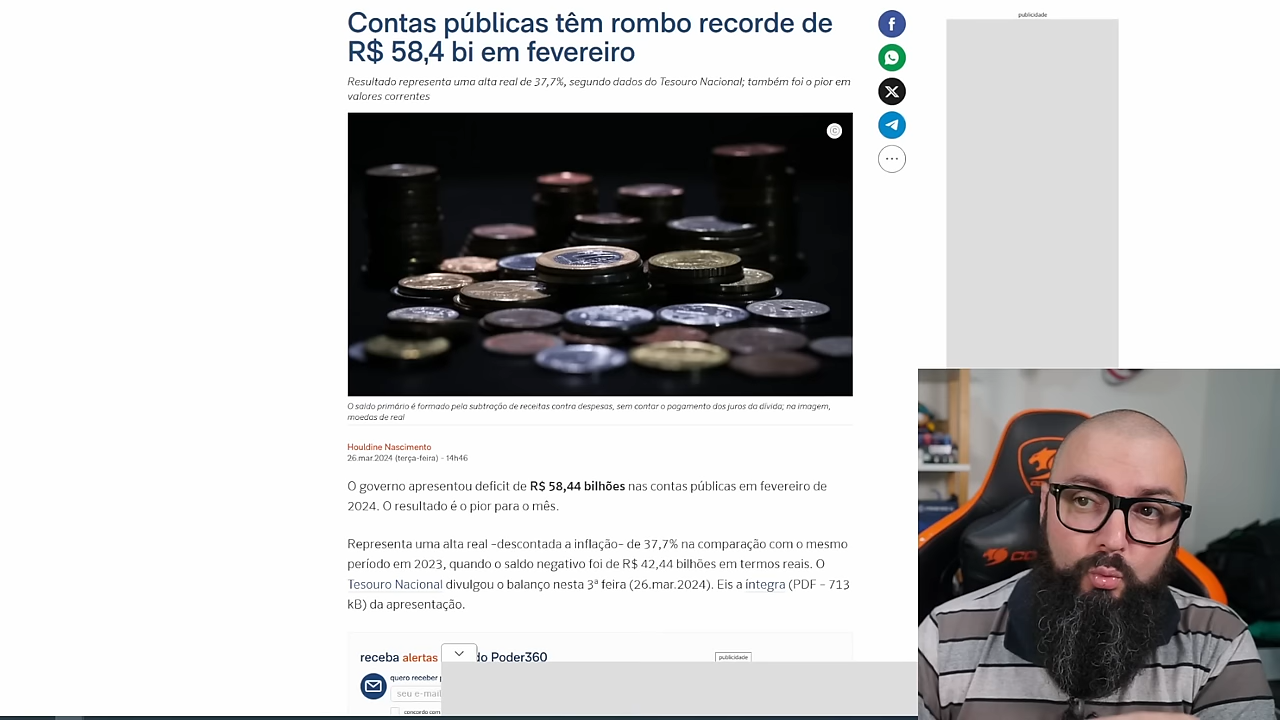 publicidade
Contas públicas têm rombo recorde de
R$ 58,4 bi em fevereiro
Resultado representa uma alta real de 37,7%, segundo dados do Tesouro Nacional; também foi o pior em
valores correntes
O saldo primário é formado pela subtração de receitas contra despesas, sem contar o pagamento dos juros da dívida; na imagem,
moedas de real
Houldine Nascimento
26.mar.2024 (terça-feira) - 14h46
O governo apresentou deficit de R$ 58,44 bilhões nas contas públicas em fevereiro de
2024. O resultado é o pior para o mês.
Representa uma alta real –descontada a inflação– de 37,7% na comparação com o mesmo
período em 2023, quando o saldo negativo foi de R$ 42,44 bilhões em termos reais. O
Tesouro Nacional divulgou o balanço nesta 3ª feira (26.mar.2024). Eis a íntegra (PDF – 713
kB) da apresentação.
receba alertas do Poder360
publicidade
quero receber
seu e-mail
concordo com